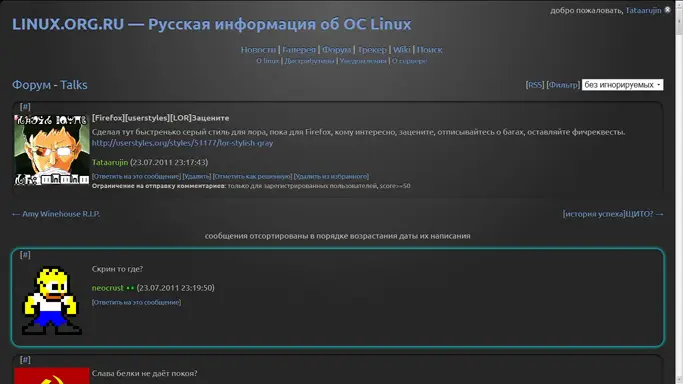 добро пожаловать, Tataarujin
LINUX.ORG.RU — Русская информация об ОС Linux
Новости | Галерея | Форум | Трекер | Wiki | Поиск
О linux | Дистрибутивы | Уведомления | О сервере
Форум - Talks
[RSS] [Фильтр] без игнорируемых
[#]
[Firefox][userstyles][LOR]Зацените
Сделал тут быстренько серый стиль для лора, пока для Firefox, кому интересно, зацените, отписывайтесь о багах, оставляйте фичреквесты.
http://userstyles.org/styles/51177/lor-stylish-gray
Tataarujin (23.07.2011 23:17:43)
[Ответить на это сообщение] [Удалить] [Отметить как решенную] [Удалить из избранного]
Ограничение на отправку комментариев: только для зарегистрированных пользователей, score>=50
← Amy Winehouse R.I.P.
[история успеха]ЩИТО? →
сообщения отсортированы в порядке возрастания даты их написания
[#]
Скрин то где?
neocrust ⋆⋆ (23.07.2011 23:19:50)
[Ответить на это сообщение]
[#]
Слава белки не даёт покоя?